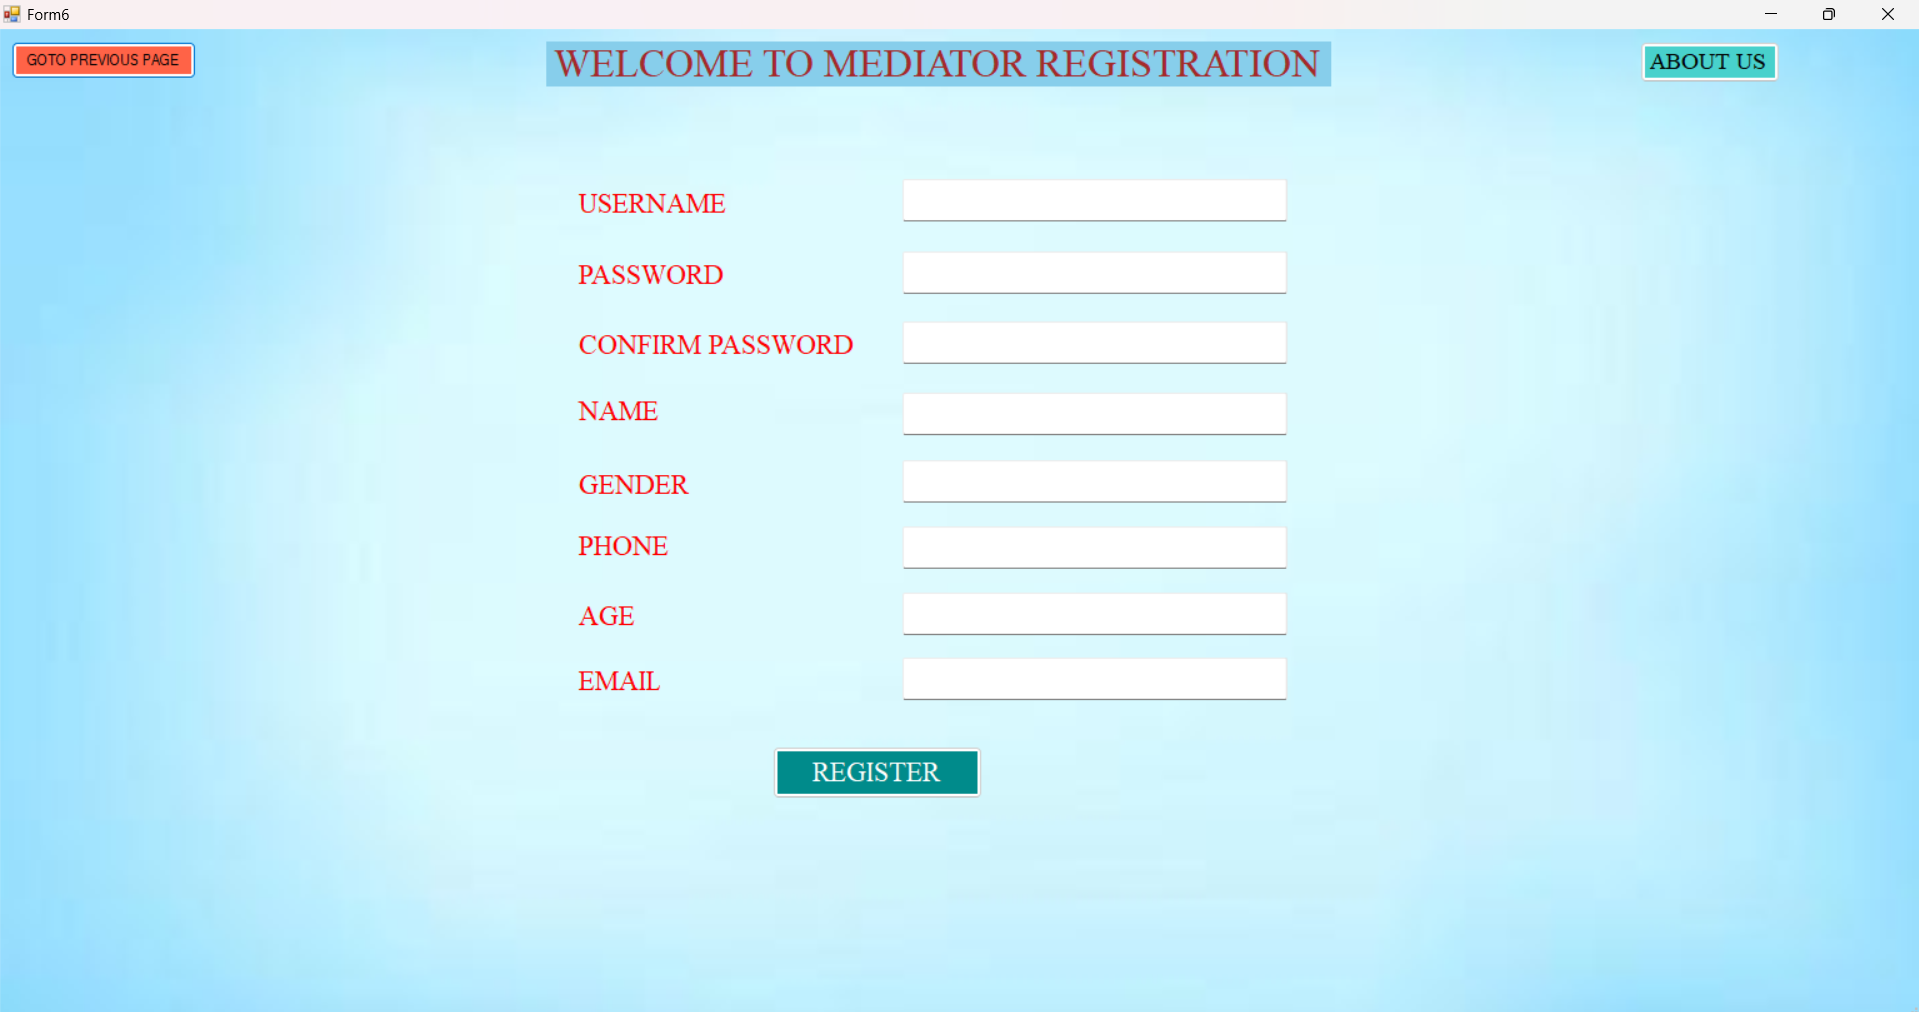 Form6
GOTO PREVIOUS PAGE
WELCOME TO MEDIATOR REGISTRATION
ABOUT US
USERNAME
PASSWORD
CONFIRM PASSWORD
NAME
GENDER
PHONE
AGE
EMAIL
REGISTER